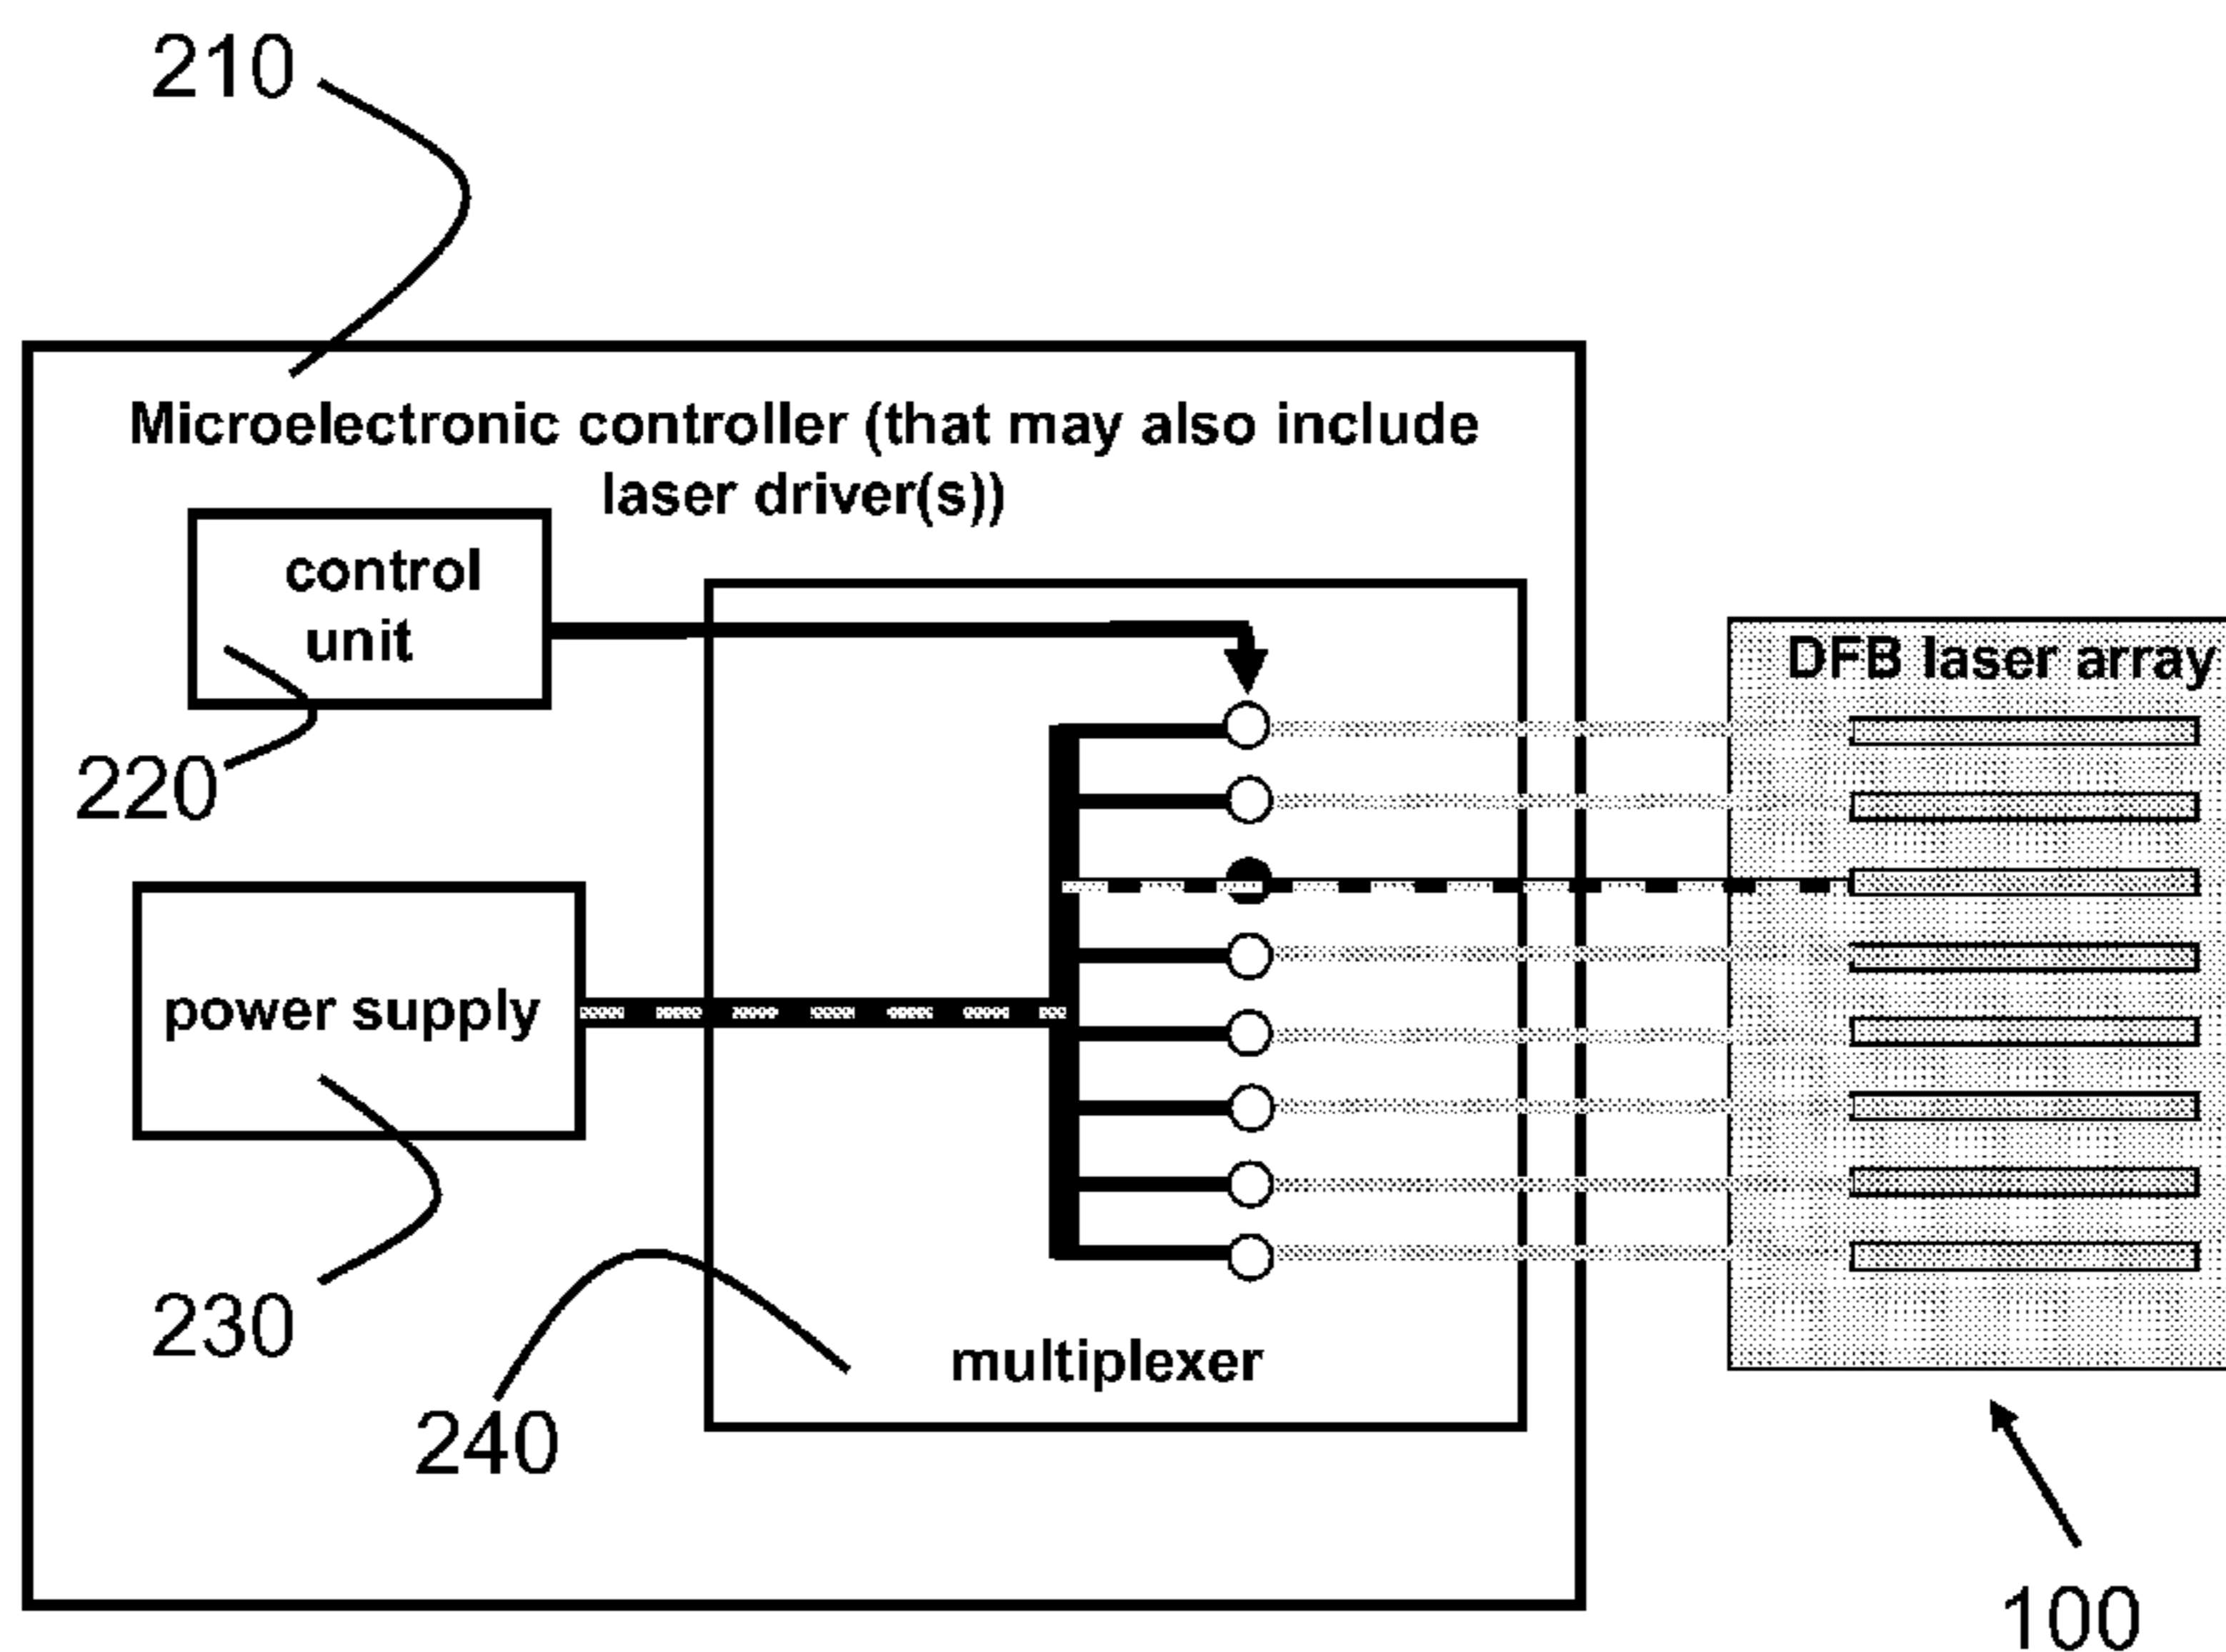 210
Microelectronic controller (that may also include
laser driver(s))
control
unit
DFB laser array
220
power supply
230
multiplexer
240
100